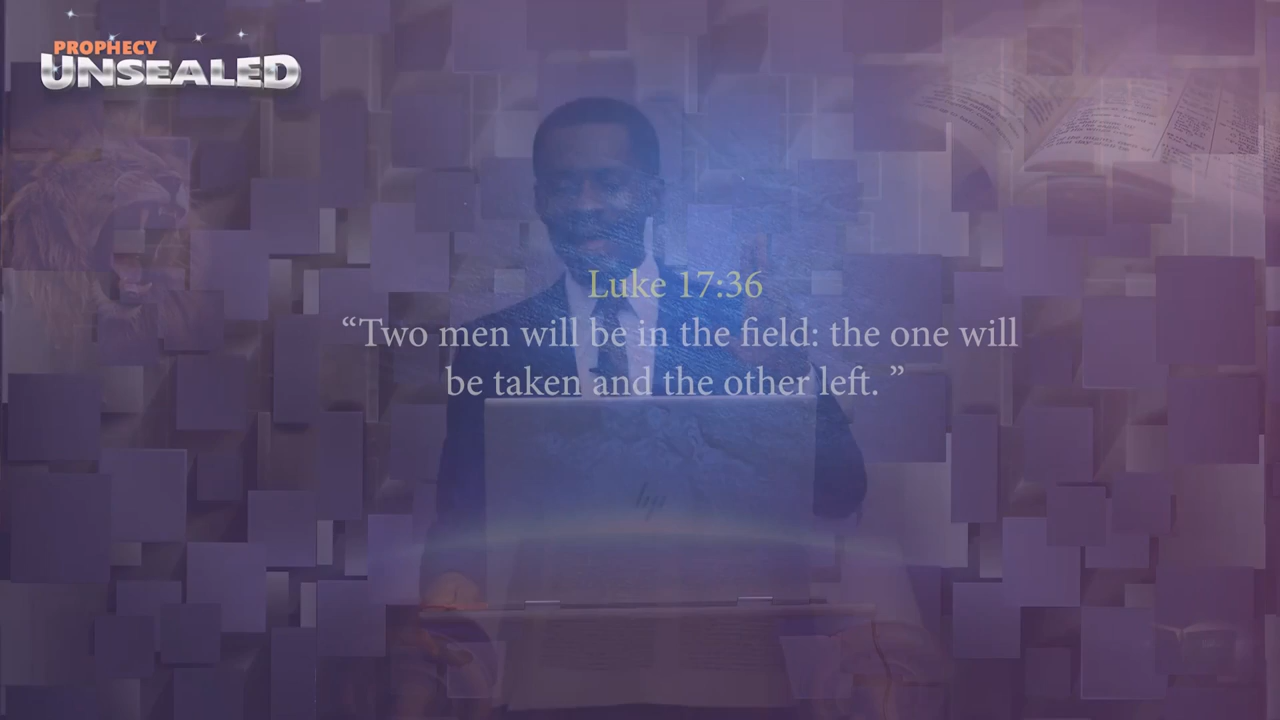 PROPHECY
UNSEALED
Luke 17:36
“Two men will be in the field: the one will
be taken and the other left. ”
hp